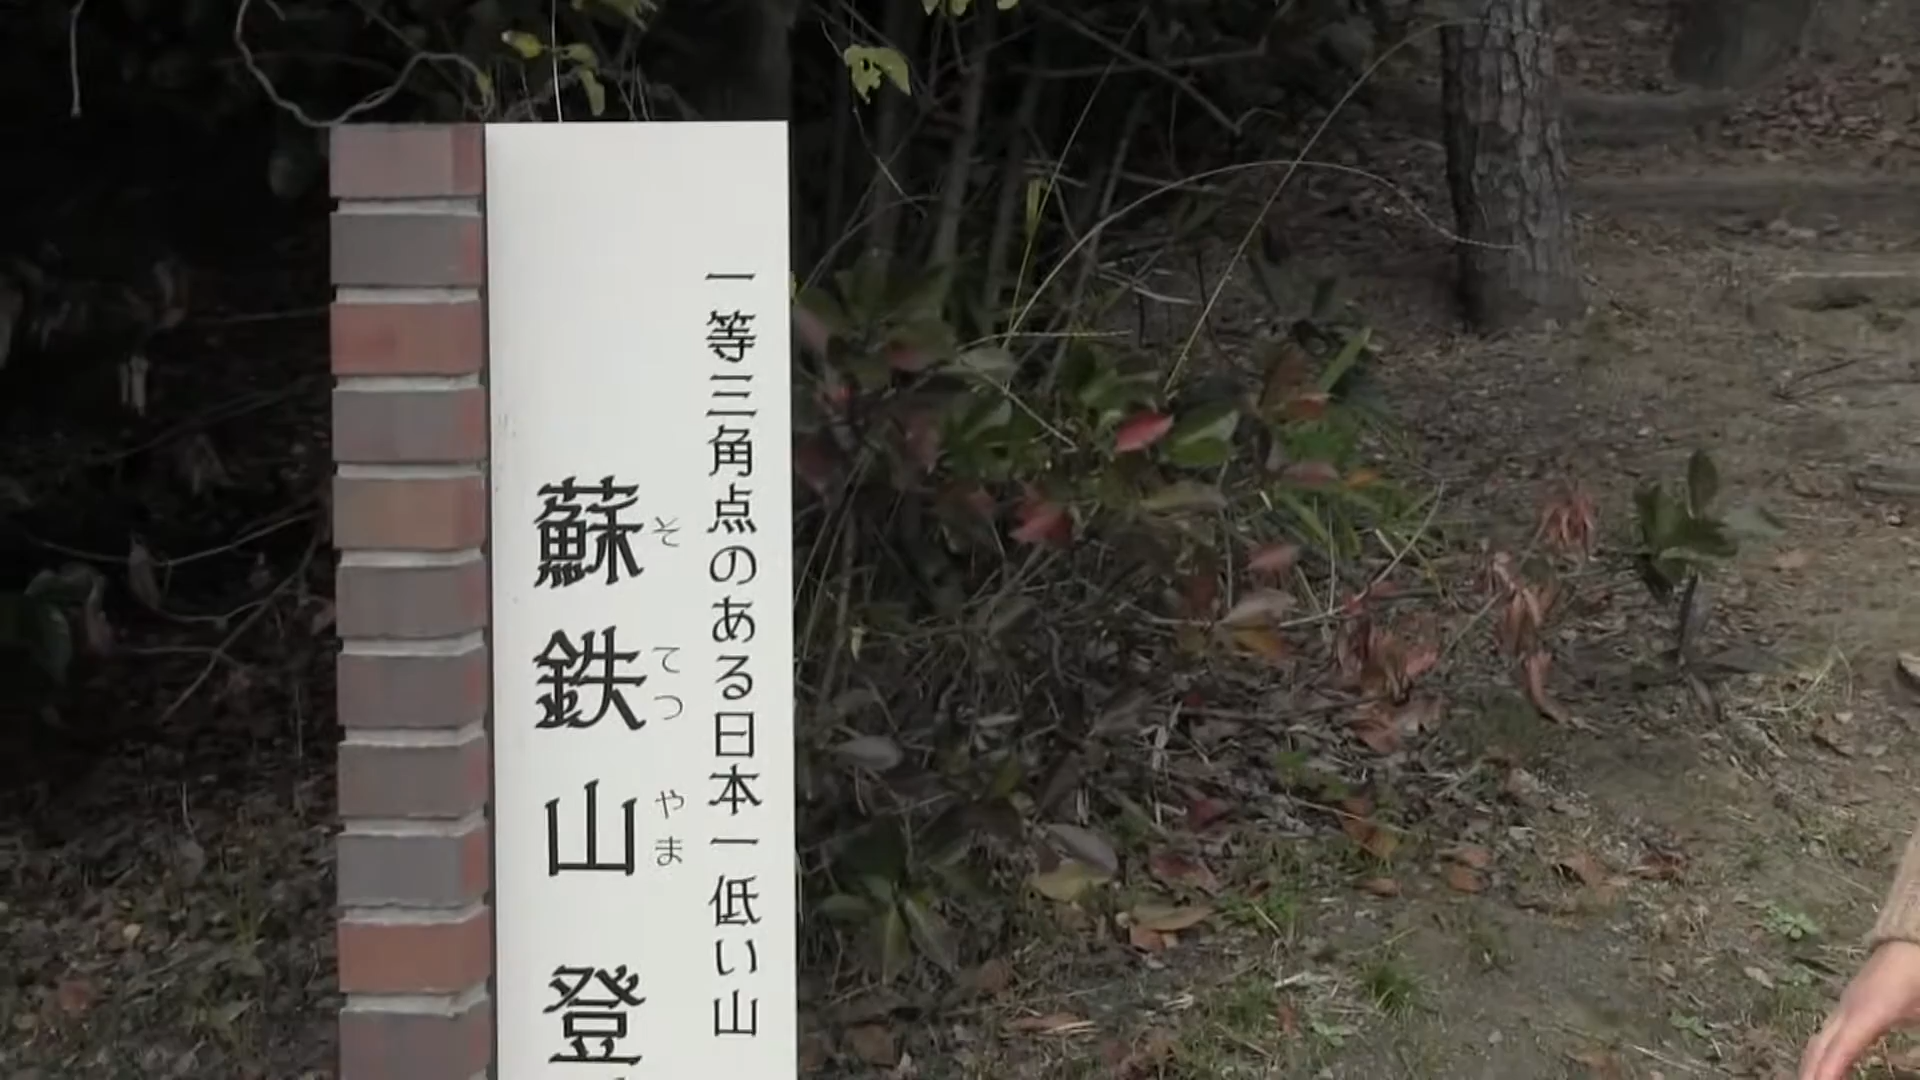 一等三角点のある日本一低い山
蘇鉄山登
そてつやま